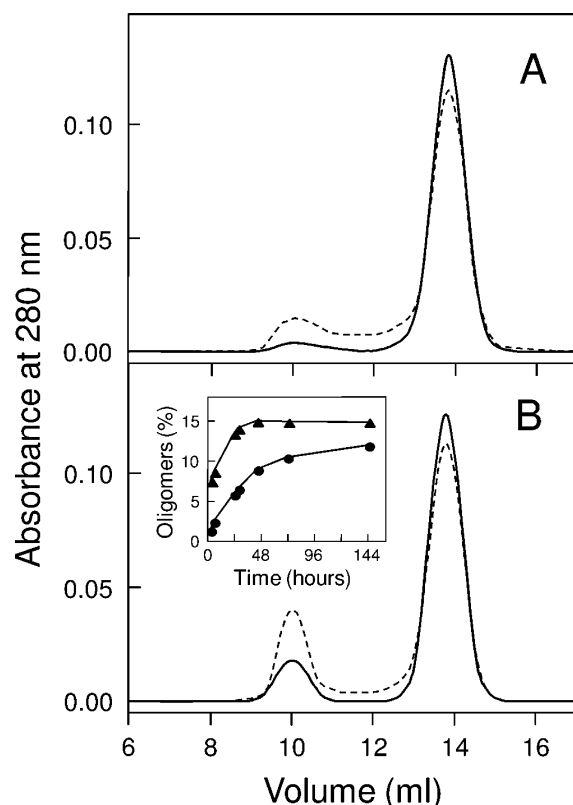 A
0.10
0.05
0.00
Absorbance at 280 nm
B
0.10
0.05
0.00
15
10
5
0
Oligomers (%)
0 48 96 144
Time (hours)
6 8 10 12 14 16
Volume (ml)